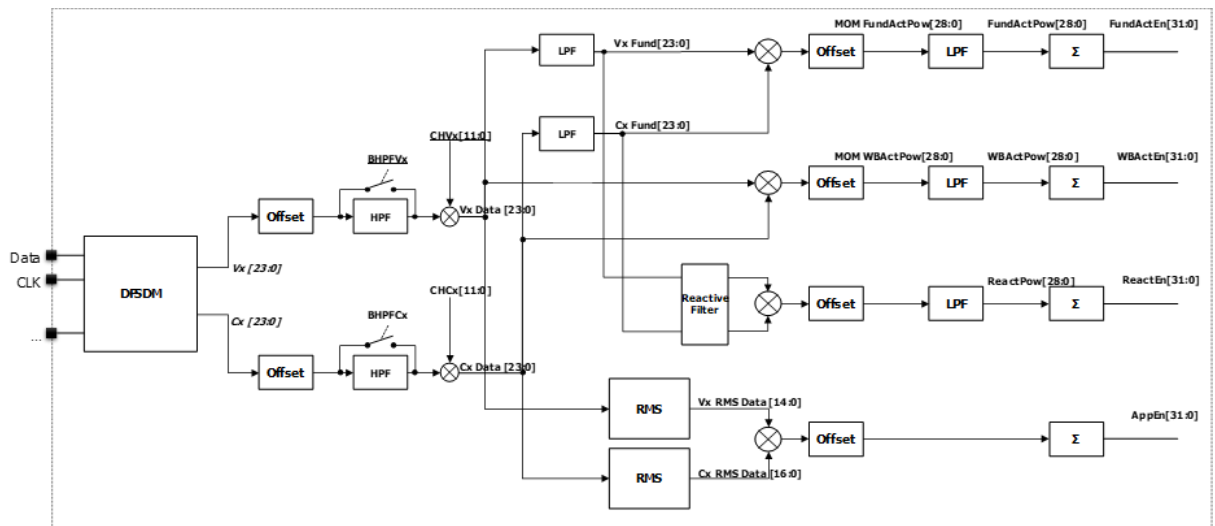 MOM FundActPow[28:0]
FundActPow[28:0]
FundActEn[31:0]
LPF
Vx Fund[23:0]
Offset
LPF
Σ
CHVx[11:0]
LPF
Cx Fund[23:0]
BHPFVx
MOM WBActPow[28:0]
WBActPow[28:0]
WBActEn[31:0]
Offset
LPF
Σ
Offset
HPF
Vx Data [23:0]
Data
CLK
...
DFSDM
Vx [23:0]
Cx [23:0]
CHCx[11:0]
Reactive
Filter
ReactPow[28:0]
ReactEn[31:0]
Offset
LPF
Σ
BHPFCx
Offset
HPF
Cx Data [23:0]
RMS
Vx RMS Data [14:0]
AppEn[31:0]
Offset
Σ
RMS
Cx RMS Data [16:0]